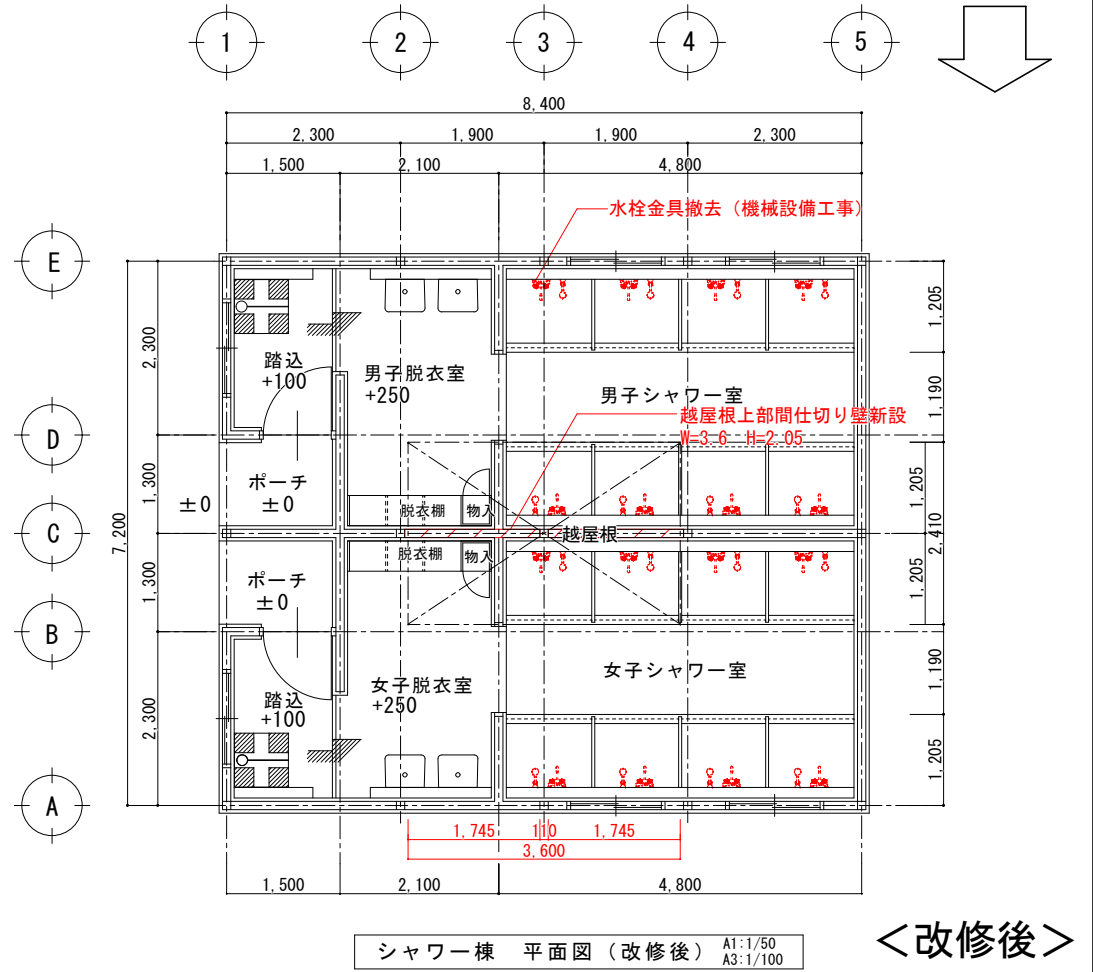 1 2 3 4 5
8,400
2,300 1,900 1,900 2,300
1,500 2,100 4,800
水栓金具撤去（機械設備工事）
E
踏込
+100
男子脱衣室
+250
男子シャワー室
越屋根上部間仕切り壁新設
W=3.6 H=2.05
2,300
1,205
1,190
D
ポーチ
±0
±0
脱衣棚 物入
1,300
1,205
C
越屋根
7,200
2,410
脱衣棚 物入
ポーチ
±0
1,300
1,205
B
女子脱衣室
+250
女子シャワー室
踏込
+100
2,300
1,190
1,205
A
1,745 110 1,745
3,600
1,500 2,100 4,800
シャワー棟 平面図（改修後） A1:1/50
A3:1/100
＜改修後＞